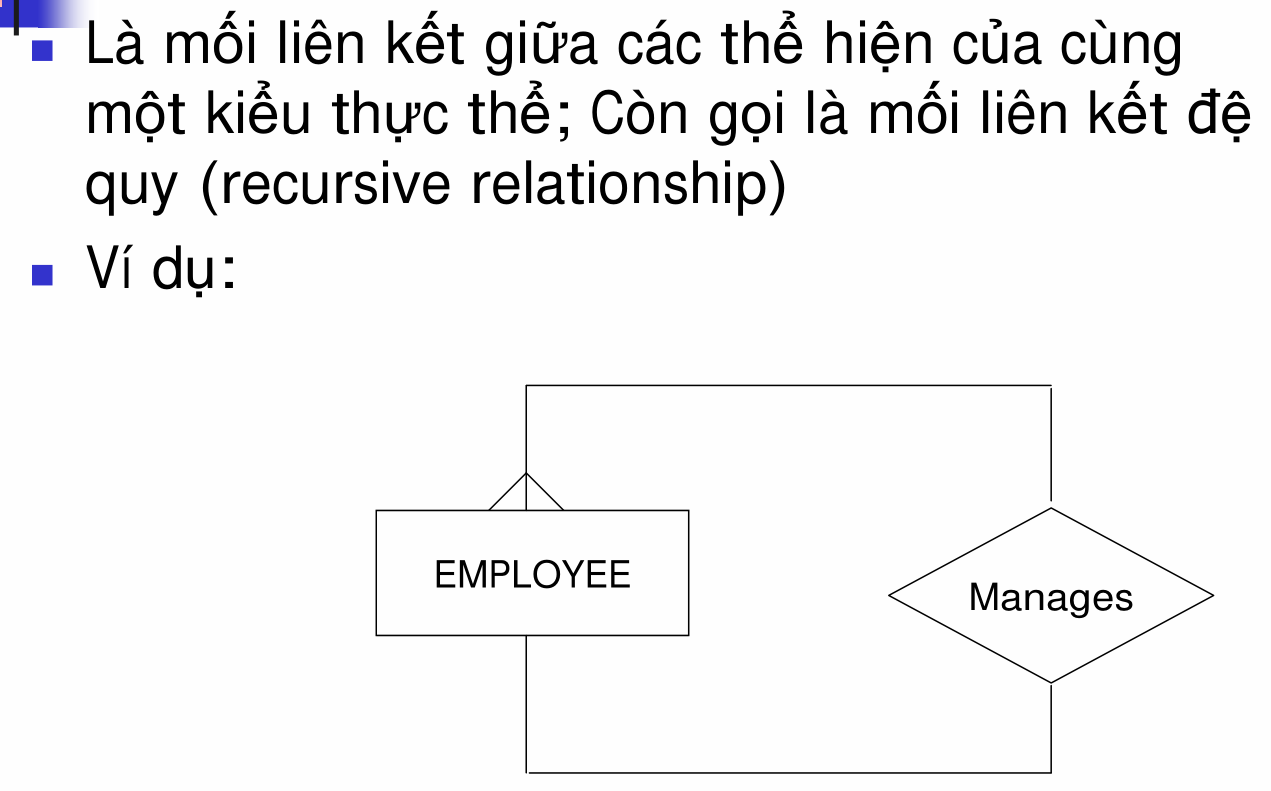 Là mối liên kết giữa các thể hiện của cùng
một kiểu thực thể; Còn gọi là mối liên kết đệ
quy (recursive relationship)
Ví dụ:
EMPLOYEE
Manages